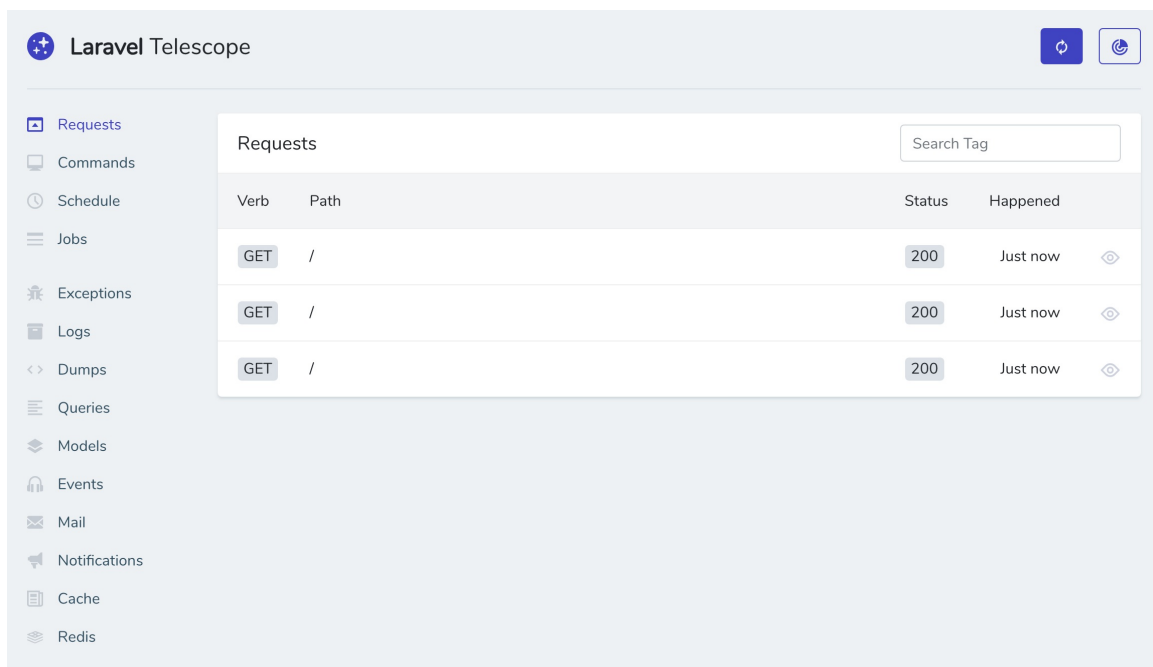 Laravel Telescope
Requests
Commands
Schedule
Jobs
Exceptions
Logs
Dumps
Queries
Models
Events
Mail
Notifications
Cache
Redis
Requests
Search Tag
Verb Path Status Happened
GET / 200 Just now
GET / 200 Just now
GET / 200 Just now